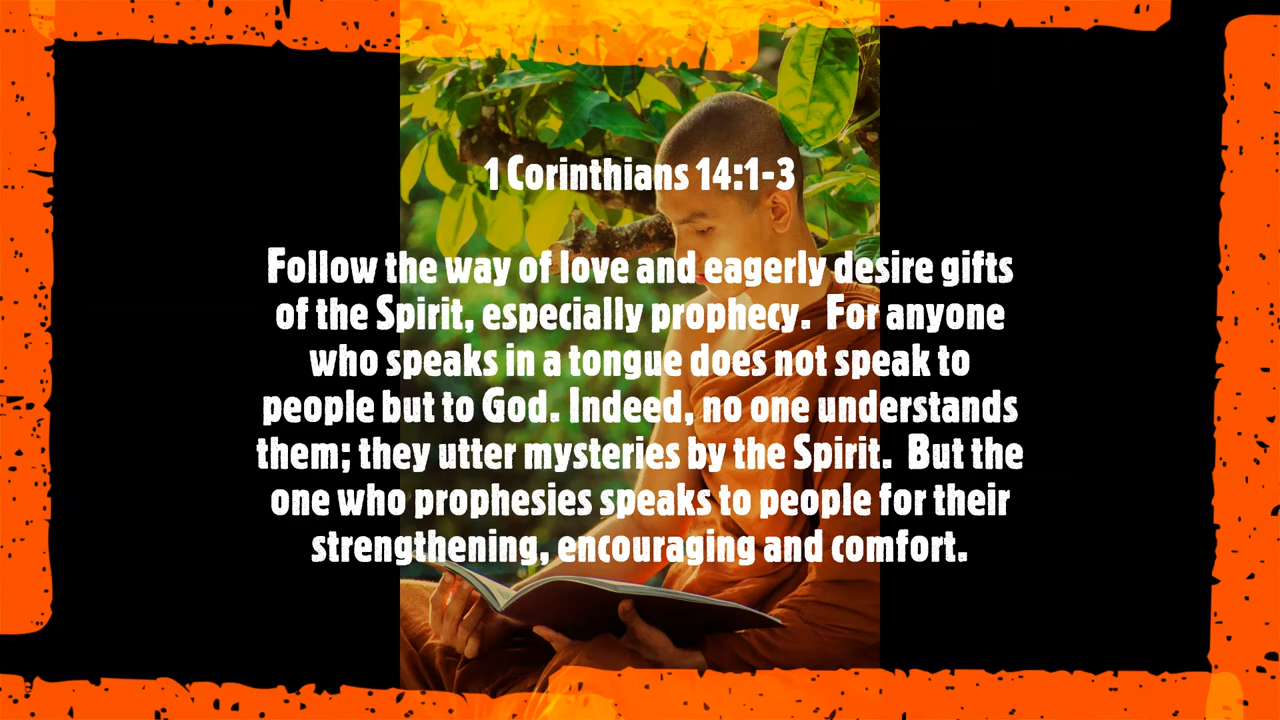 1 Corinthians 14:1-3
Follow the way of love and eagerly desire gifts
of the Spirit, especially prophecy. For anyone
who speaks in a tongue does not speak to
people but to God. Indeed, no one understands
them; they utter mysteries by the Spirit. But the
one who prophesies speaks to people for their
strengthening, encouraging and comfort.